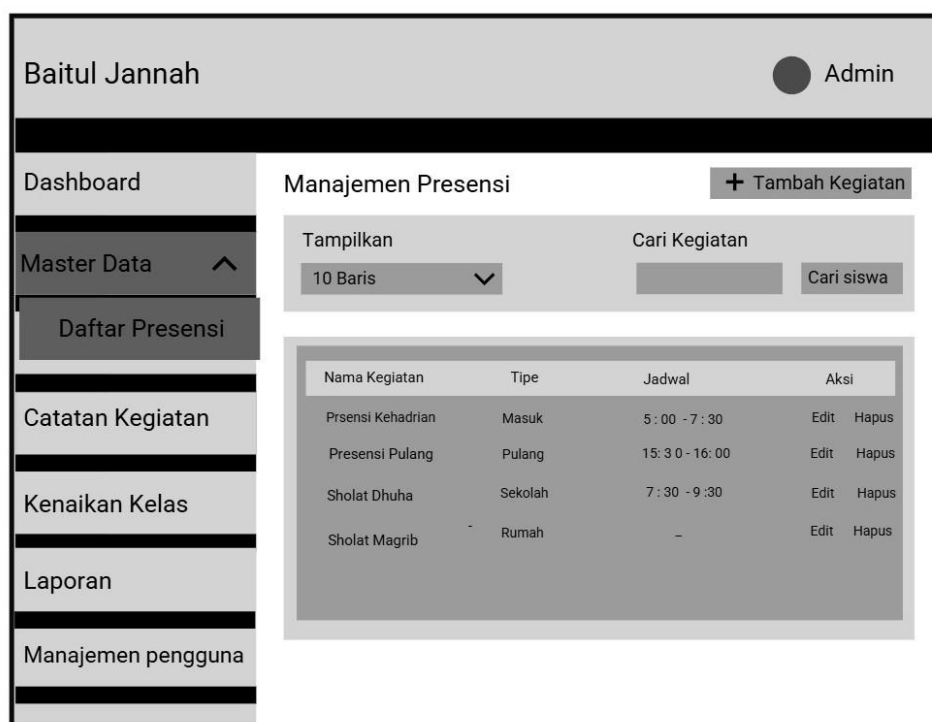 Baitul Jannah
Admin
Dashboard
Master Data
Daftar Presensi
Catatan Kegiatan
Kenaikan Kelas
Laporan
Manajemen pengguna
Manajemen Presensi
+ Tambah Kegiatan
Tampilkan
Cari Kegiatan
10 Baris
Cari siswa
Nama Kegiatan Tipe Jadwal Aksi
Prsensi Kehadrian Masuk 5 : 00 - 7 : 30 Edit Hapus
Presensi Pulang Pulang 15: 3 0 - 16: 00 Edit Hapus
Sholat Dhuha Sekolah 7 : 30 - 9 :30 Edit Hapus
Sholat Magrib - Rumah – Edit Hapus